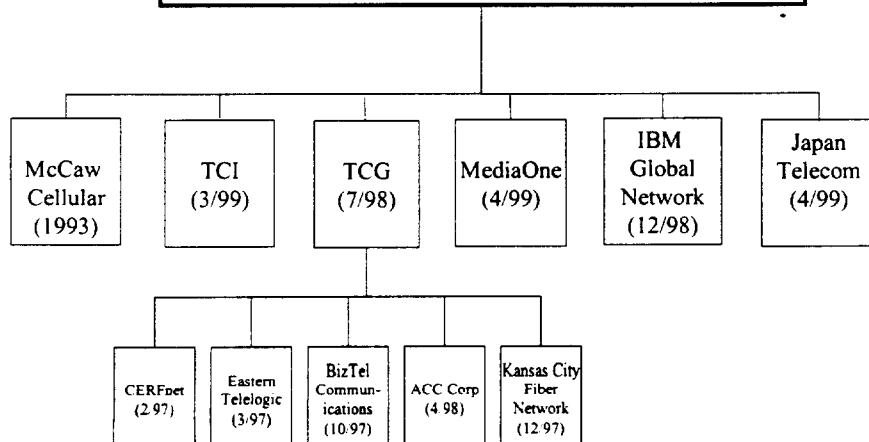 McCaw
Cellular
(1993)
TCI
(3/99)
TCG
(7/98)
MediaOne
(4/99)
IBM
Global
Network
(12/98)
Japan
Telecom
(4/99)
CERFnet
(2/97)
Eastern
Telelogic
(3/97)
BizTel
Commun-
ications
(10/97)
ACC Corp
(4/98)
Kansas City
Fiber
Network
(12/97)